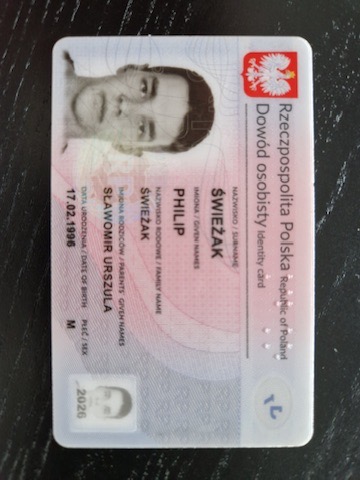 Rzeczpospolita Polska Republic of Poland
Dowód osobisty Identity card
NAZWISKO / SURNAME
ŚWIEŻAK
IMIONA / GIVEN NAMES
PHILIP
NAZWISKO RODOWE / FAMILY NAME
ŚWIEŻAK
IMIONA RODZICÓW / PARENTS' GIVEN NAMES
SŁAWOMIR URSZULA
DATA URODZENIA / DATE OF BIRTH PŁEĆ / SEX
17.02.1996 M
2026